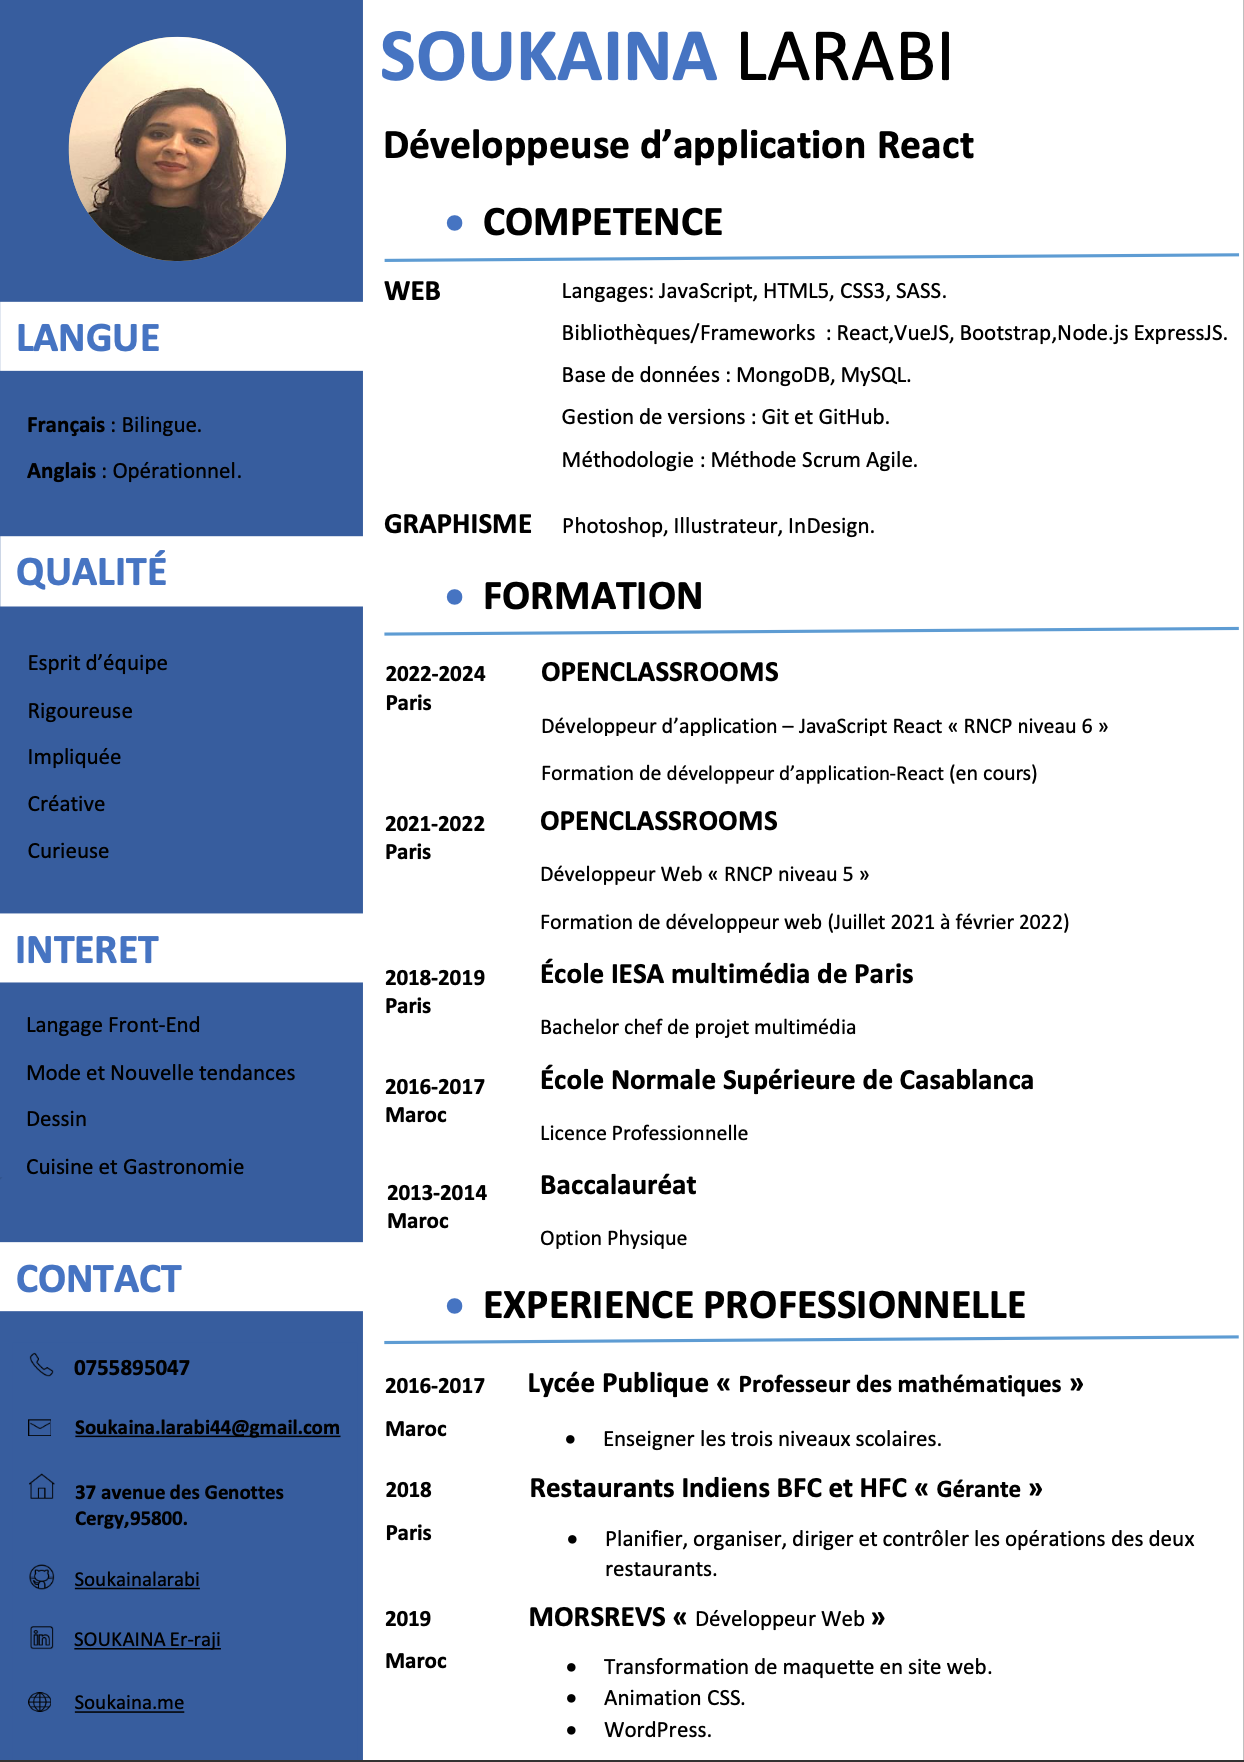 SOUKAINA LARABI
Développeuse d’application React
LANGUE
Français : Bilingue.
Anglais : Opérationnel.
QUALITÉ
Esprit d’équipe
Rigoureuse
Impliquée
Créative
Curieuse
INTERET
Langage Front-End
Mode et Nouvelle tendances
Dessin
Cuisine et Gastronomie
CONTACT
0755895047
Soukaina.larabi44@gmail.com
37 avenue des Genottes
Cergy,95800.
Soukainalarabi
SOUKAINA Er-raji
Soukaina.me
• COMPETENCE
WEB Langages: JavaScript, HTML5, CSS3, SASS.
Bibliothèques/Frameworks : React,VueJS, Bootstrap,Node.js ExpressJS.
Base de données : MongoDB, MySQL.
Gestion de versions : Git et GitHub.
Méthodologie : Méthode Scrum Agile.
GRAPHISME Photoshop, Illustrateur, InDesign.
• FORMATION
2022-2024 OPENCLASSROOMS
Paris
Développeur d’application – JavaScript React « RNCP niveau 6 »
Formation de développeur d’application-React (en cours)
2021-2022 OPENCLASSROOMS
Paris
Développeur Web « RNCP niveau 5 »
Formation de développeur web (Juillet 2021 à février 2022)
2018-2019 École IESA multimédia de Paris
Paris
Bachelor chef de projet multimédia
2016-2017 École Normale Supérieure de Casablanca
Maroc
Licence Professionnelle
2013-2014 Baccalauréat
Maroc
Option Physique
• EXPERIENCE PROFESSIONNELLE
2016-2017 Lycée Publique « Professeur des mathématiques »
Maroc
• Enseigner les trois niveaux scolaires.
2018 Restaurants Indiens BFC et HFC « Gérante »
Paris
• Planifier, organiser, diriger et contrôler les opérations des deux
restaurants.
2019 MORSREVS « Développeur Web »
Maroc
• Transformation de maquette en site web.
• Animation CSS.
• WordPress.